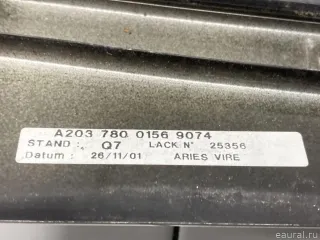 A203 780 0156 9074
STAND : Q7 LACK N° 25356
Datum : 26/11/01 ARIES VIRE
© eaural.ru